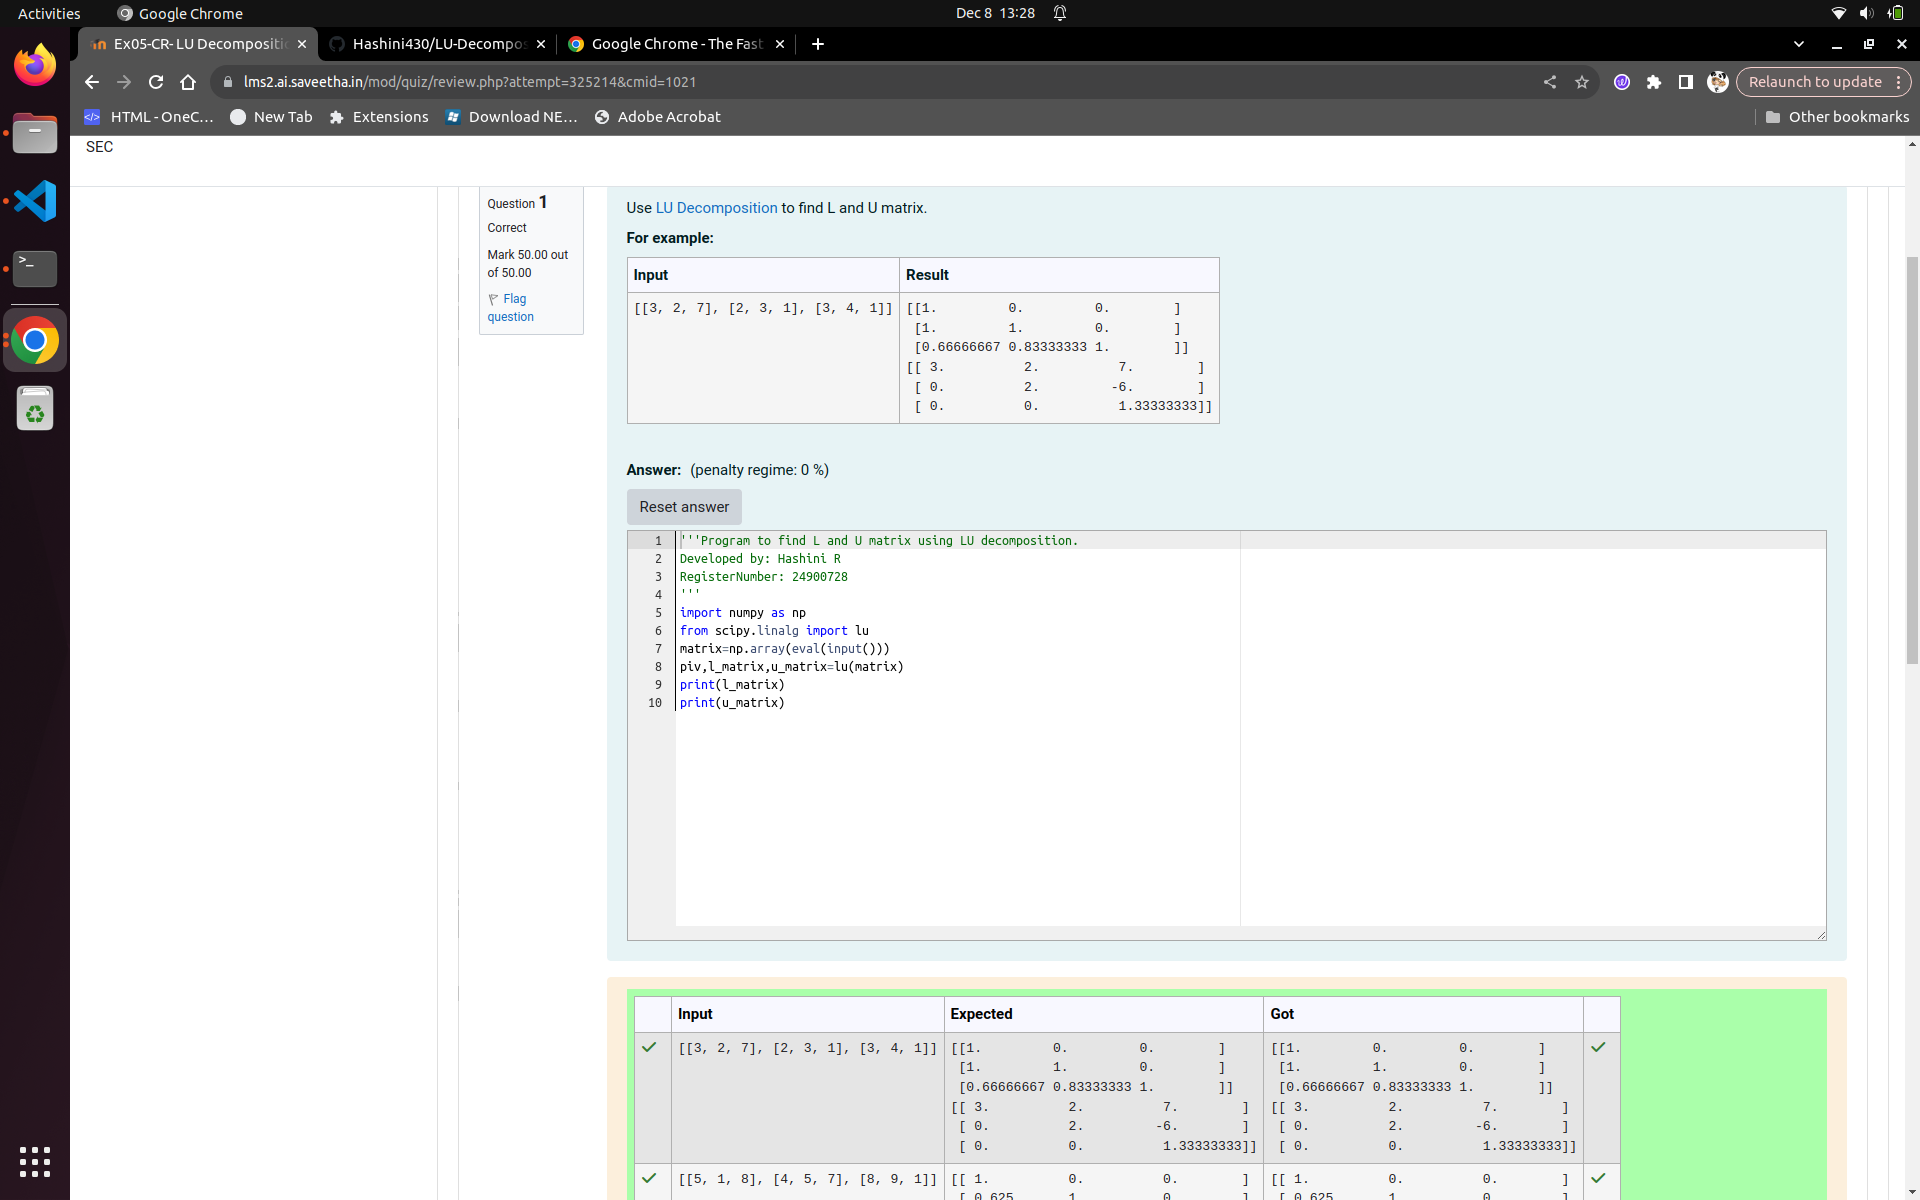 Activities
Google Chrome
Dec 8 13:28
Ex05-CR- LU Decompositi
Hashini430/LU-Decompos
Google Chrome - The Fast
lms2.ai.saveetha.in/mod/quiz/review.php?attempt=325214&cmid=1021
Relaunch to update
HTML - OneC...
New Tab
Extensions
Download NE...
Adobe Acrobat
Other bookmarks
SEC
Question 1
Correct
Mark 50.00 out
of 50.00
Flag
question
Use LU Decomposition to find L and U matrix.
For example:
Input Result
[[3, 2, 7], [2, 3, 1], [3, 4, 1]]
[[1. 0. 0. ]
[1. 1. 0. ]
[0.66666667 0.83333333 1. ]]
[[ 3. 2. 7. ]
[ 0. 2. -6. ]
[ 0. 0. 1.33333333]]
Answer: (penalty regime: 0 %)
Reset answer
1 '''Program to find L and U matrix using LU decomposition.
2 Developed by: Hashini R
3 RegisterNumber: 24900728
4 '''
5 import numpy as np
6 from scipy.linalg import lu
7 matrix=np.array(eval(input()))
8 piv,l_matrix,u_matrix=lu(matrix)
9 print(l_matrix)
10 print(u_matrix)
Input Expected Got
[[3, 2, 7], [2, 3, 1], [3, 4, 1]] [[1. 0. 0. ] [[1. 0. 0. ]
[1. 1. 0. ] [1. 1. 0. ]
[0.66666667 0.83333333 1. ]] [0.66666667 0.83333333 1. ]]
[[ 3. 2. 7. ] [[ 3. 2. 7. ]
[ 0. 2. -6. ] [ 0. 2. -6. ]
[ 0. 0. 1.33333333]] [ 0. 0. 1.33333333]]
[[5, 1, 8], [4, 5, 7], [8, 9, 1]] [[ 1. 0. 0. ] [[ 1. 0. 0. ]
[ 0.625 1. 0. ] [ 0.625 1. 0. ]